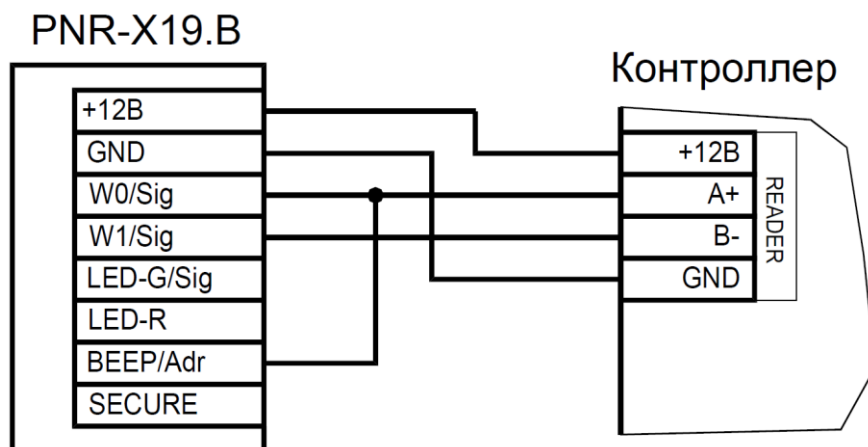 PNR-X19.B
+12В
GND
W0/Sig
W1/Sig
LED-G/Sig
LED-R
BEEP/Adr
SECURE
Контроллер
+12В
A+
B-
GND
READER